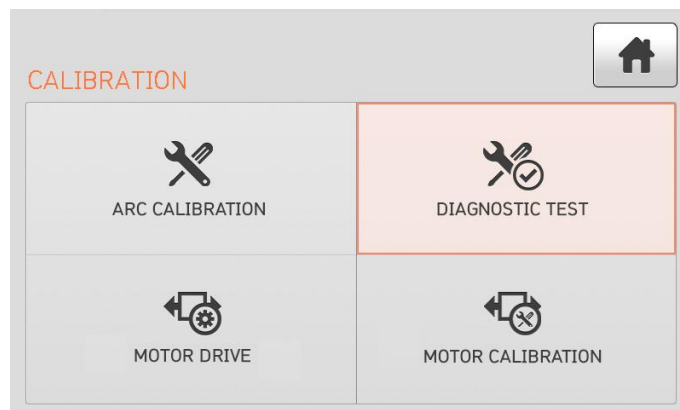 CALIBRATION
ARC CALIBRATION
DIAGNOSTIC TEST
MOTOR DRIVE
MOTOR CALIBRATION